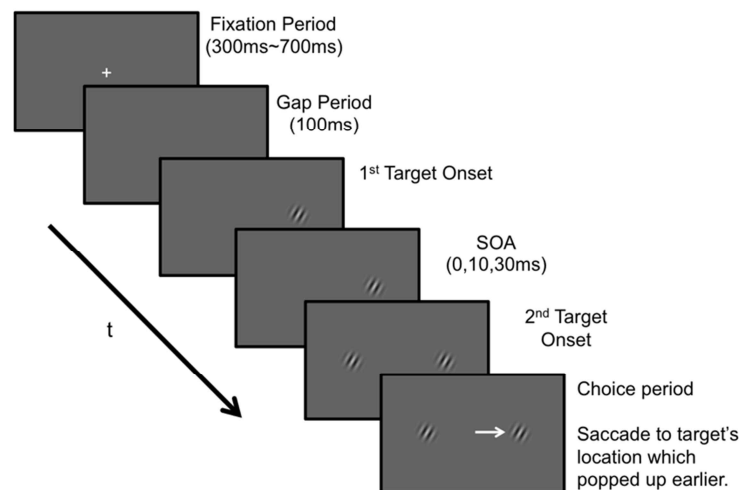 Fixation Period
(300ms~700ms)
Gap Period
(100ms)
1st Target Onset
SOA
(0,10,30ms)
2nd Target
Onset
t
Choice period
Saccade to target's
location which
popped up earlier.